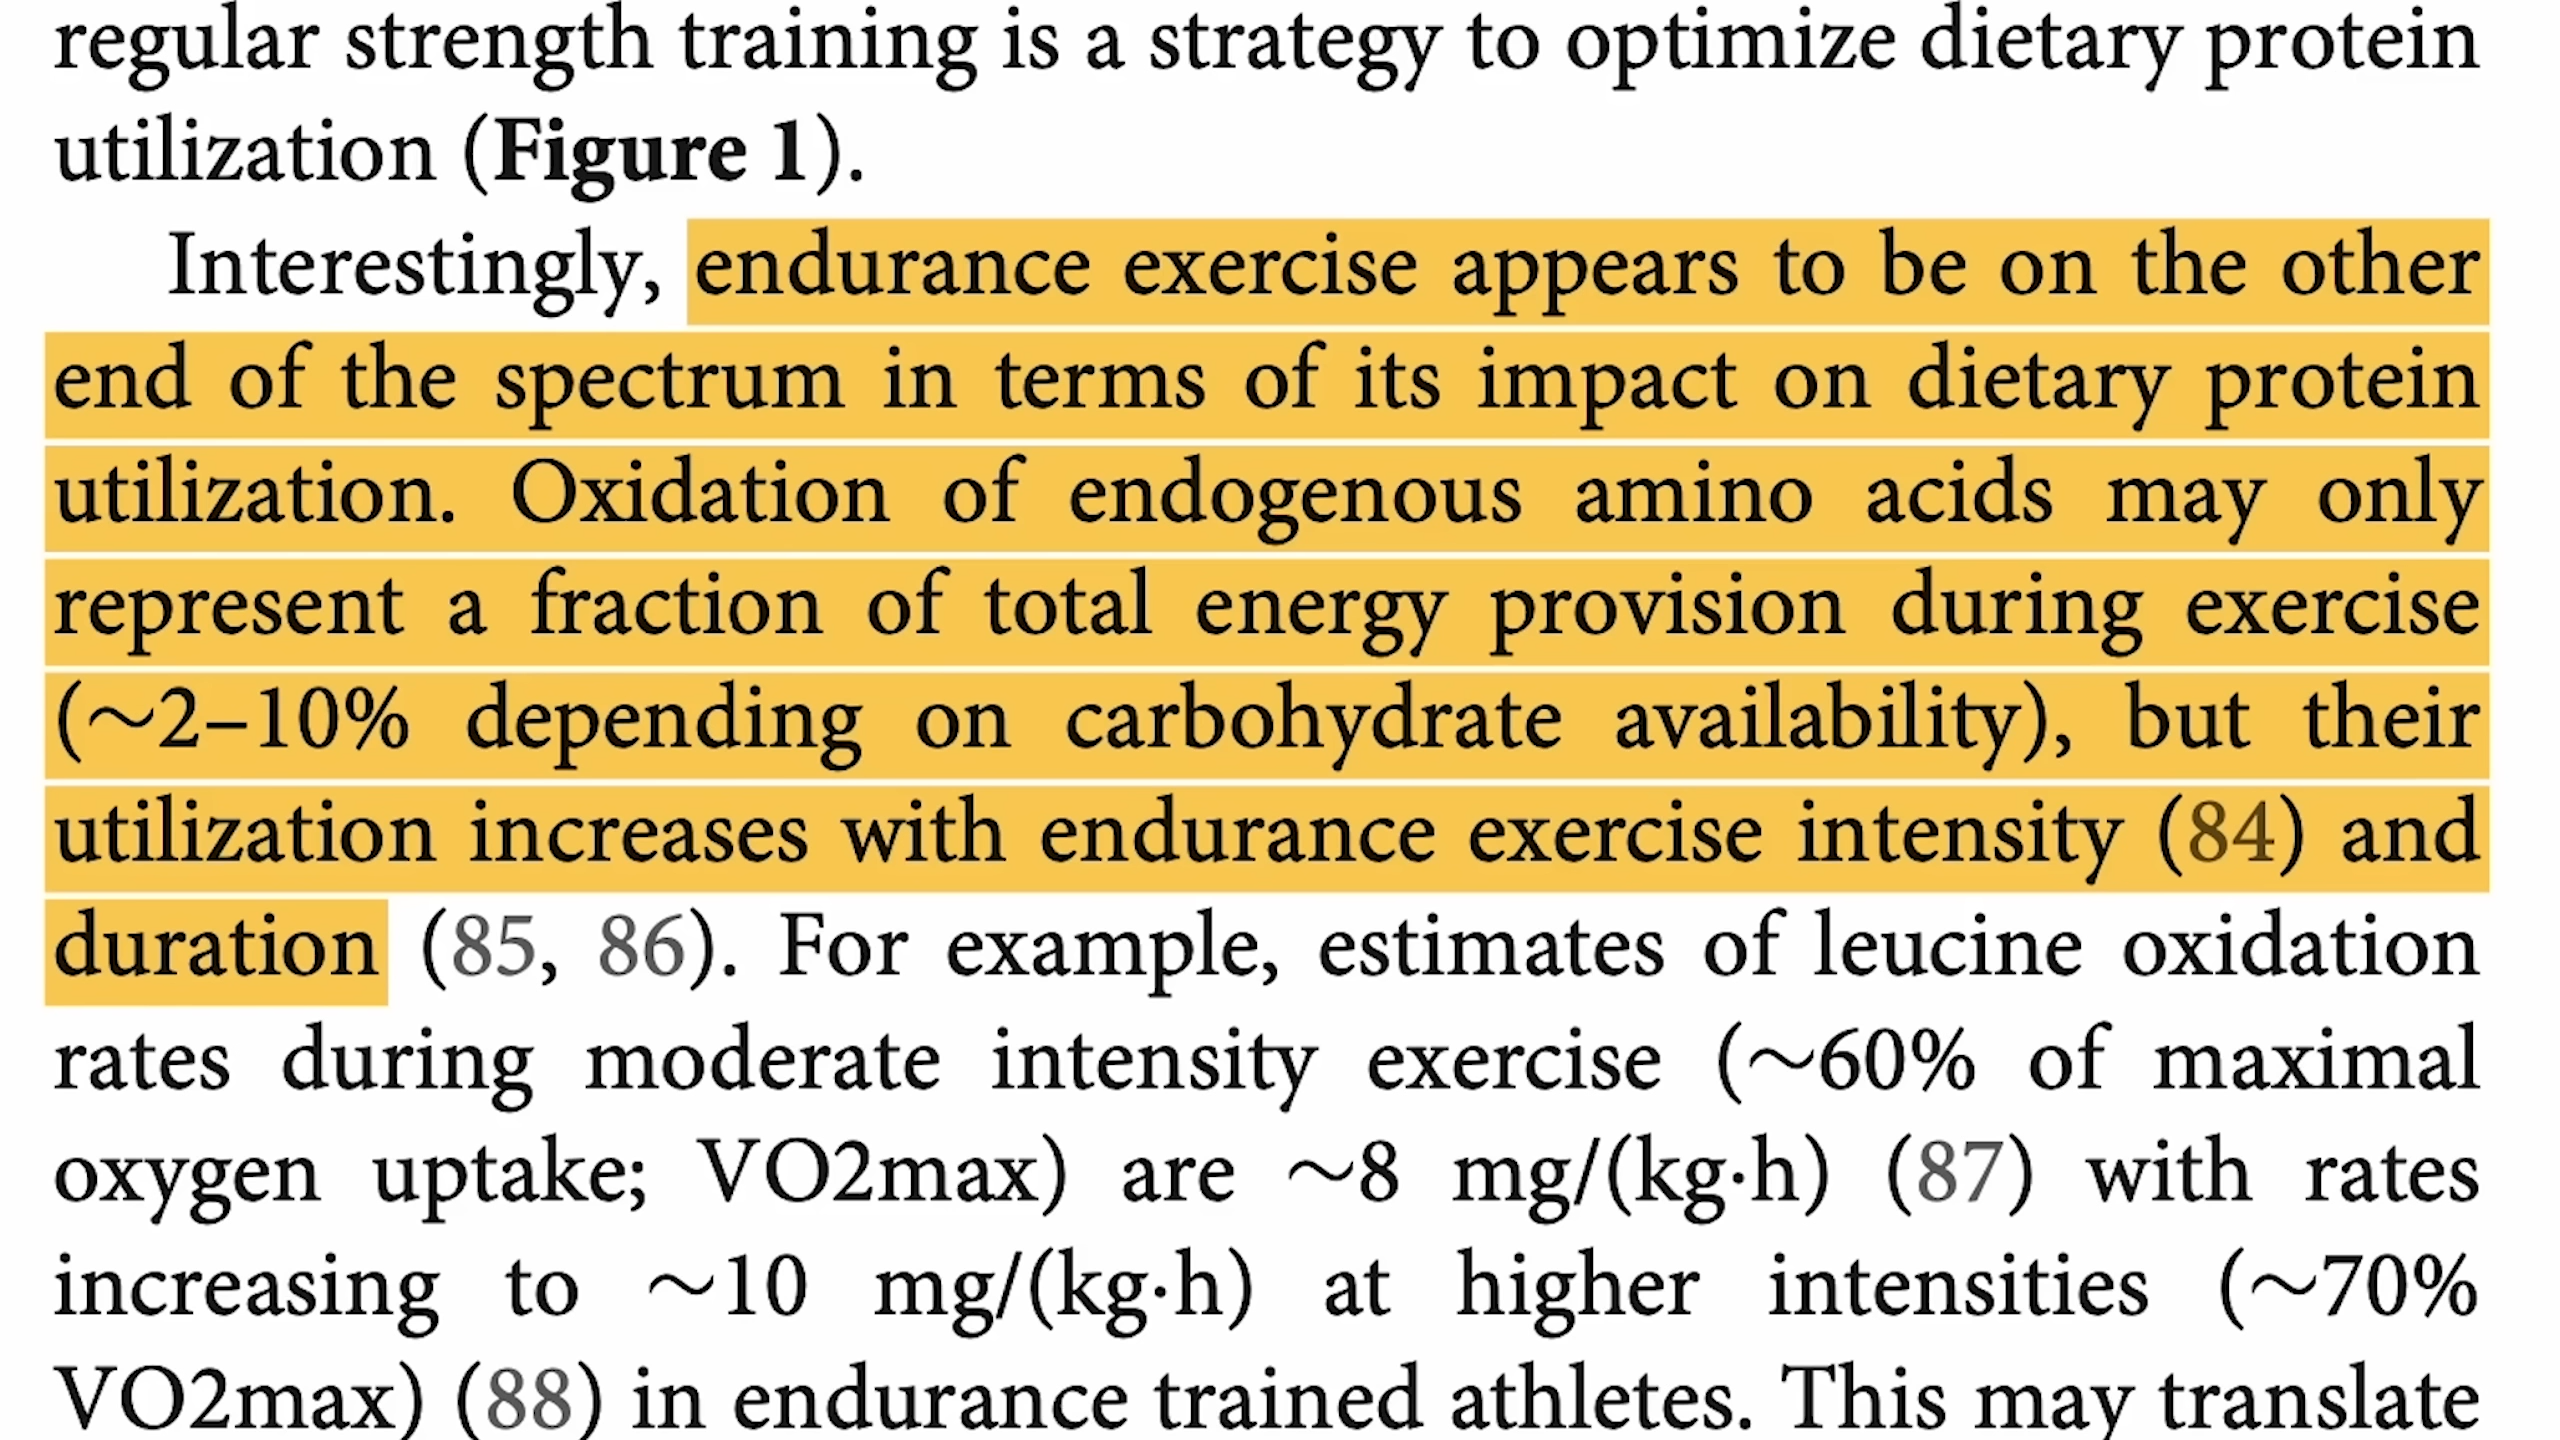 regular strength training is a strategy to optimize dietary protein
utilization (Figure 1).
Interestingly, endurance exercise appears to be on the other
end of the spectrum in terms of its impact on dietary protein
utilization. Oxidation of endogenous amino acids may only
represent a fraction of total energy provision during exercise
(∼2–10% depending on carbohydrate availability), but their
utilization increases with endurance exercise intensity (84) and
duration (85, 86). For example, estimates of leucine oxidation
rates during moderate intensity exercise (∼60% of maximal
oxygen uptake; VO2max) are ∼8 mg/(kg·h) (87) with rates
increasing to ∼10 mg/(kg·h) at higher intensities (∼70%
VO2max) (88) in endurance trained athletes. This may translate